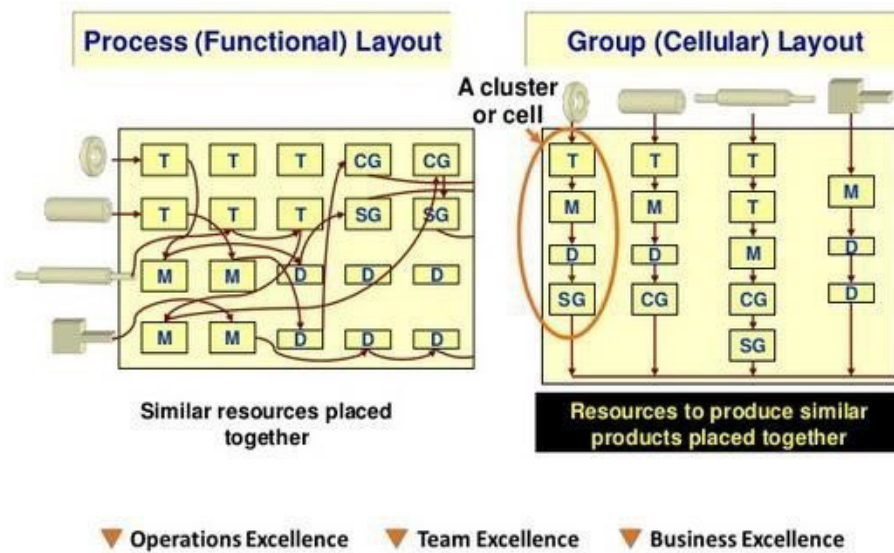 Process (Functional) Layout
Group (Cellular) Layout
A cluster
or cell
T T T CG CG
T T T SG SG
M M D D D
M M D D D
T T T
M M T M
D D M D
SG CG CG D
SG
Similar resources placed
together
Resources to produce similar
products placed together
Operations Excellence
Team Excellence
Business Excellence